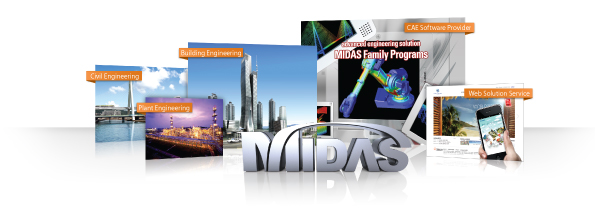 CAE Software Provider
Building Engineering
advanced engineering solution
MIDAS Family Programs
Civil Engineering
Web Solution Service
Plant Engineering
MIDAS